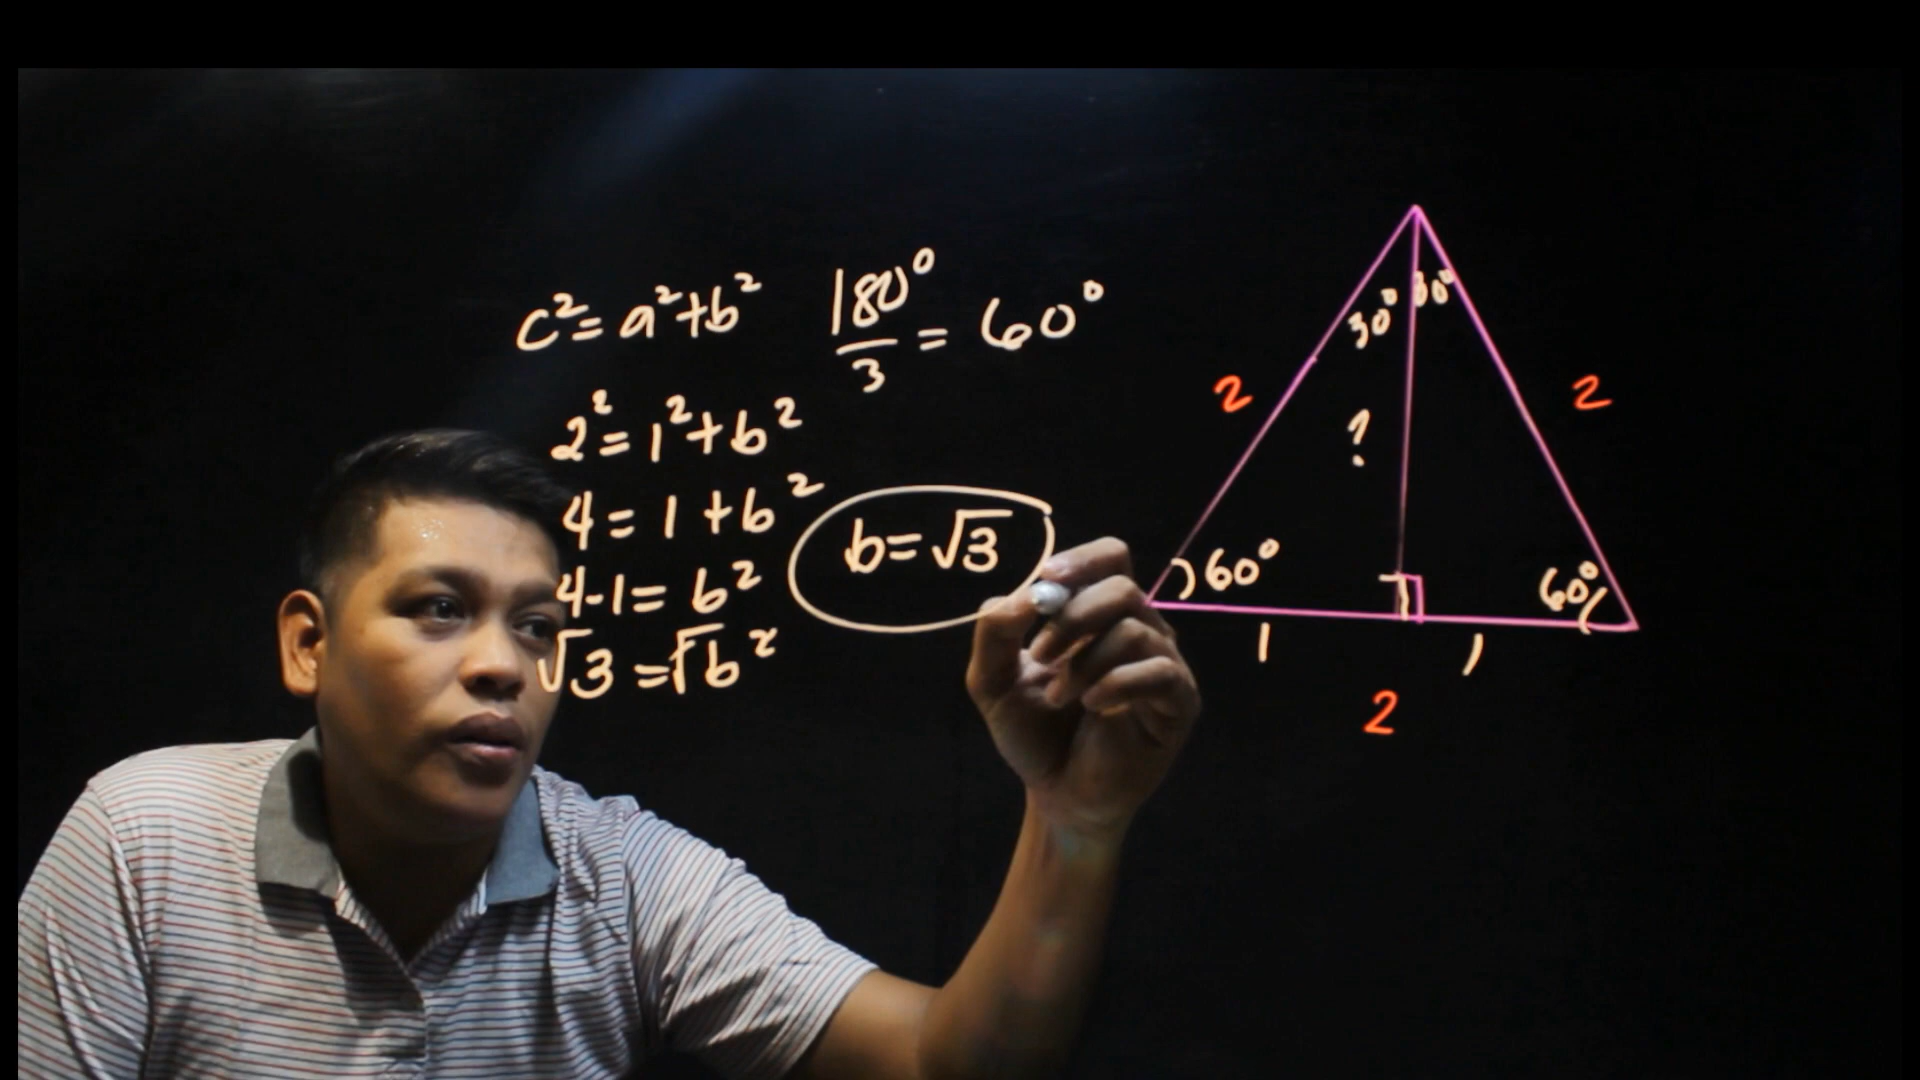 c²=a²+b²
180°/3 = 60°
2²=1²+b²
4=1+b²
4-1=b²
√3=√b²
b=√3
30° 30°
2 2
?
60° 60°
1 1
2